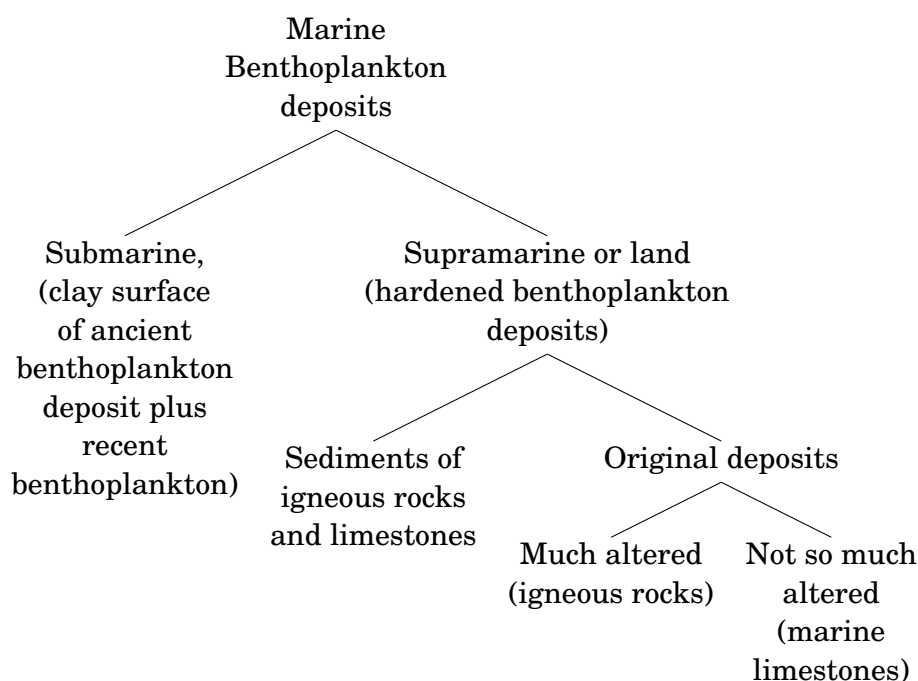 Marine
Benthoplankton
deposits
Submarine,
(clay surface
of ancient
benthoplankton
deposit plus
recent
benthoplankton)
Supramarine or land
(hardened benthoplankton
deposits)
Sediments of
igneous rocks
and limestones
Original deposits
Much altered
(igneous rocks)
Not so much
altered
(marine
limestones)